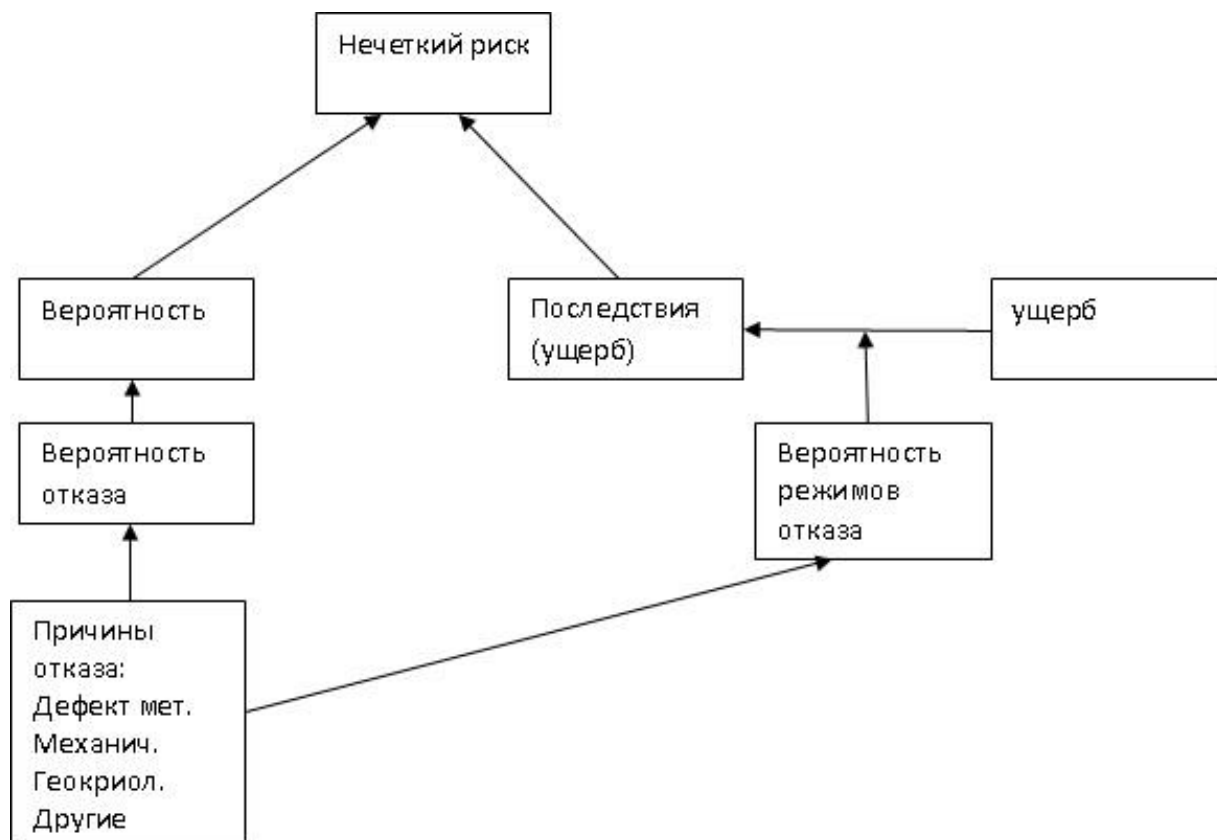 Нечеткий риск
Вероятность
Последствия
(ущерб)
ущерб
Вероятность
отказа
Вероятность
режимов
отказа
Причины
отказа:
Дефект мет.
Механич.
Геокриол.
Другие